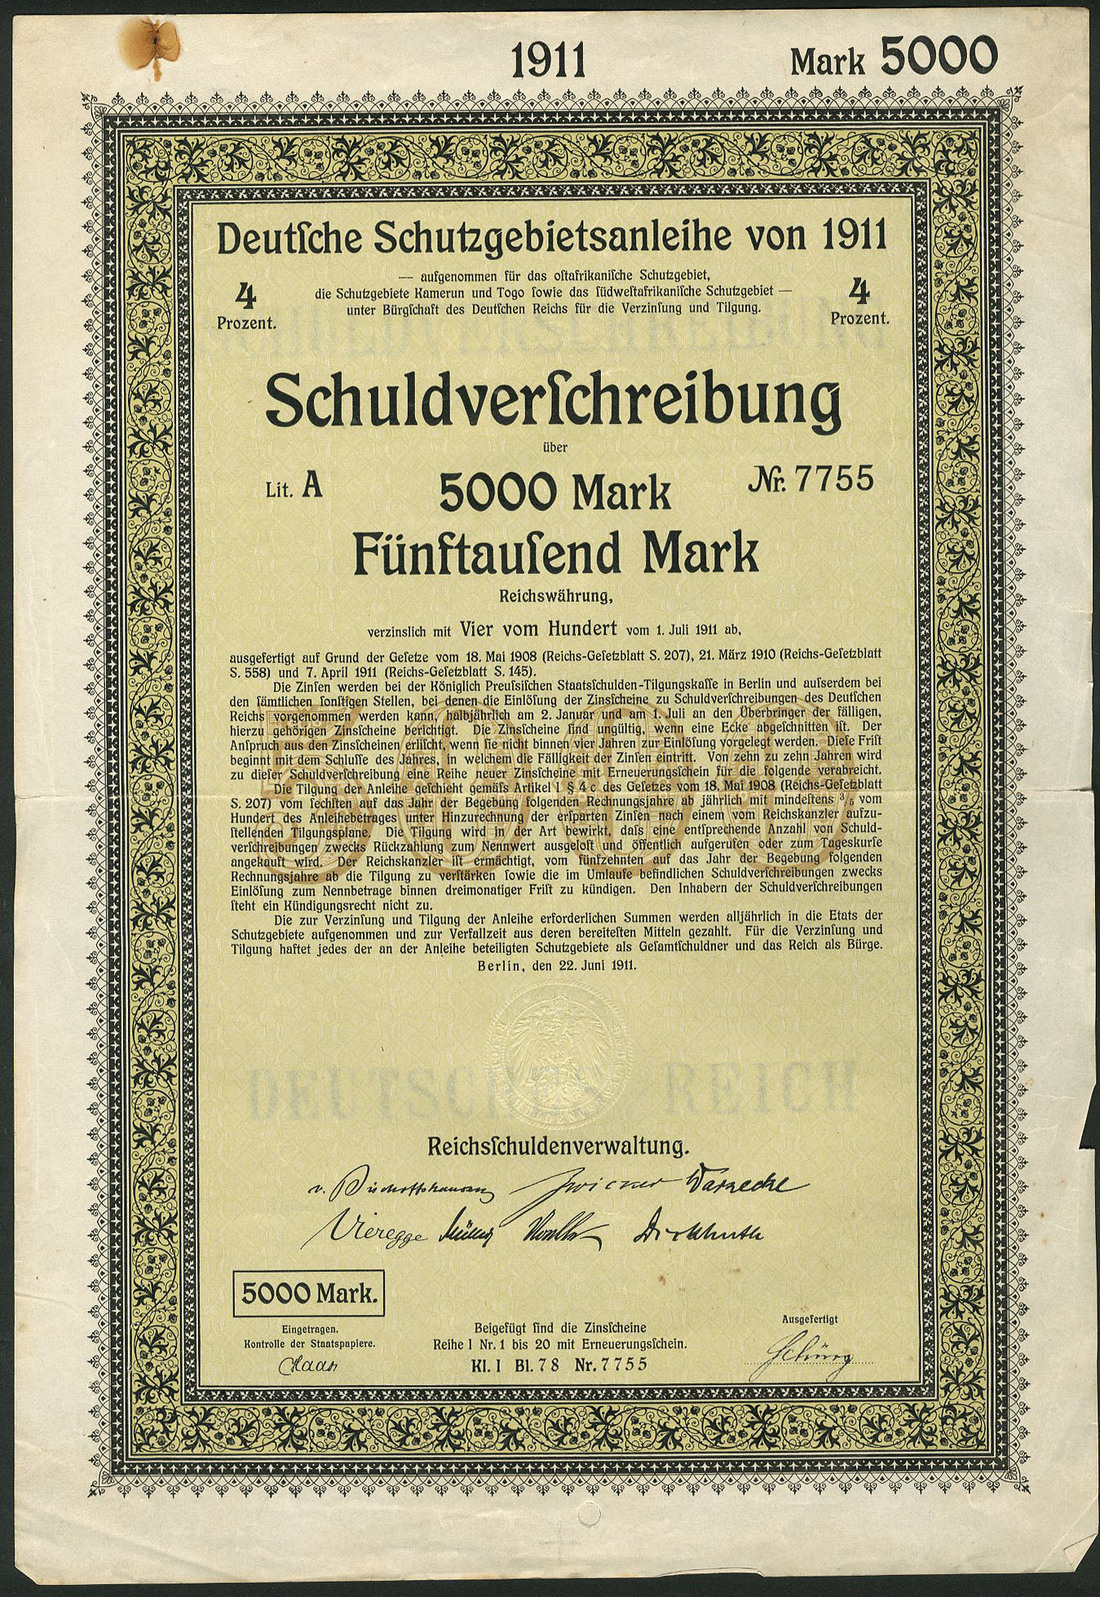 1911
Mark 5000
Deutſche Schutzgebietsanleihe von 1911
— aufgenommen für das oſtafrikaniſche Schutzgebiet,
die Schutzgebiete Kamerun und Togo ſowie das ſüdweſtafrikaniſche Schutzgebiet —
unter Bürgſchaft des Deutſchen Reichs für die Verzinſung und Tilgung.
4
Prozent.
4
Prozent.
Schuldverſchreibung
über
Lit. A
5000 Mark
Nr. 7755
Fünftauſend Mark
Reichswährung,
verzinslich mit Vier vom Hundert vom 1. Juli 1911 ab,
ausgefertigt auf Grund der Geſetze vom 18. Mai 1908 (Reichs-Geſetzblatt S. 207), 21. März 1910 (Reichs-Geſetzblatt
S. 558) und 7. April 1911 (Reichs-Geſetzblatt S. 145).
Die Zinſen werden bei der Königlich Preuſsiſchen Staatsſchulden-Tilgungskaſſe in Berlin und auſserdem bei
den ſämtlichen ſonſtigen Stellen, bei denen die Einlöſung der Zinsſcheine zu Schuldverſchreibungen des Deutſchen
Reichs vorgenommen werden kann, halbjährlich am 2. Januar und am 1. Juli an den Überbringer der fälligen,
hierzu gehörigen Zinsſcheine berichtigt. Die Zinsſcheine ſind ungültig, wenn eine Ecke abgeſchnitten iſt. Der
Anſpruch aus den Zinsſcheinen erliſcht, wenn ſie nicht binnen vier Jahren zur Einlöſung vorgelegt werden. Dieſe Friſt
beginnt mit dem Schluſſe des Jahres, in welchem die Fälligkeit der Zinſen eintritt. Von zehn zu zehn Jahren wird
zu dieſer Schuldverſchreibung eine Reihe neuer Zinsſcheine mit Erneuerungsſchein für die folgende verabreicht.
Die Tilgung der Anleihe geſchieht gemäſs Artikel I § 4 c des Geſetzes vom 18. Mai 1908 (Reichs-Geſetzblatt
S. 207) vom ſechſten auf das Jahr der Begebung folgenden Rechnungsjahre ab jährlich mit mindeſtens 3/5 vom
Hundert des Anleihebetrages unter Hinzurechnung der erſparten Zinſen nach einem vom Reichskanzler aufzu-
ſtellenden Tilgungsplane. Die Tilgung wird in der Art bewirkt, daſs eine entſprechende Anzahl von Schuld-
verſchreibungen zwecks Rückzahlung zum Nennwert ausgeloſt und öffentlich aufgerufen oder zum Tageskurſe
angekauft wird. Der Reichskanzler iſt ermächtigt, vom fünfzehnten auf das Jahr der Begebung folgenden
Rechnungsjahre ab die Tilgung zu verſtärken ſowie die im Umlaufe befindlichen Schuldverſchreibungen zwecks
Einlöſung zum Nennbetrage binnen dreimonatiger Friſt zu kündigen. Den Inhabern der Schuldverſchreibungen
ſteht ein Kündigungsrecht nicht zu.
Die zur Verzinſung und Tilgung der Anleihe erforderlichen Summen werden alljährlich in die Etats der
Schutzgebiete aufgenommen und zur Verfallzeit aus deren bereiteſten Mitteln gezahlt. Für die Verzinſung und
Tilgung haftet jedes der an der Anleihe beteiligten Schutzgebiete als Geſamtſchuldner und das Reich als Bürge.
Berlin, den 22. Juni 1911.
5000
DEUTSCHES REICH
Reichsſchuldenverwaltung.
v. Bischoffshausen Warnecke
Vieregge Müller
5000 Mark.
Eingetragen.
Kontrolle der Staatspapiere.
Haas
Beigefügt ſind die Zinsſcheine
Reihe I Nr. 1 bis 20 mit Erneuerungsſchein.
Kl. I Bl. 78 Nr. 7755
Ausgefertigt